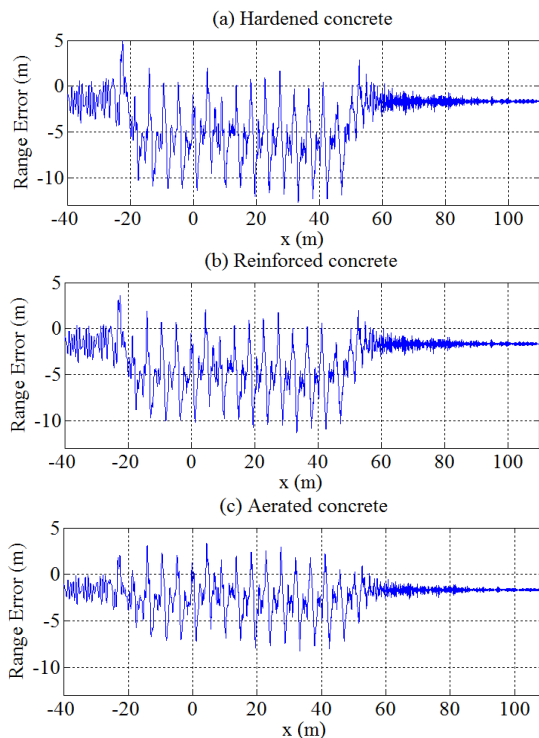 (a) Hardened concrete
5
0
-5
-10
Range Error (m)
-40 -20 0 20 40 60 80 100
x (m)
(b) Reinforced concrete
5
0
-5
-10
Range Error (m)
-40 -20 0 20 40 60 80 100
x (m)
(c) Aerated concrete
5
0
-5
-10
Range Error (m)
-40 -20 0 20 40 60 80 100
x (m)